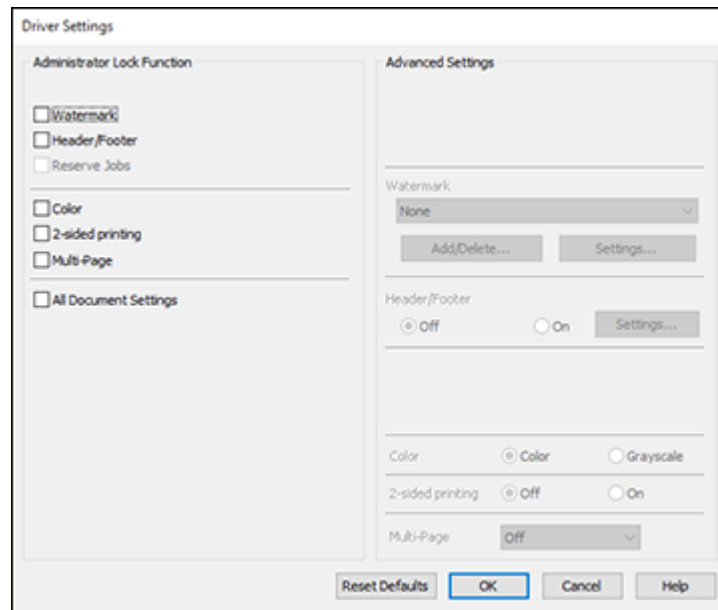 Driver Settings
Administrator Lock Function
Watermark
Header/Footer
Reserve Jobs
Color
2-sided printing
Multi-Page
All Document Settings
Advanced Settings
Watermark
None
Add/Delete... Settings...
Header/Footer
Off On Settings...
Color Color Grayscale
2-sided printing Off On
Multi-Page Off
Reset Defaults OK Cancel Help